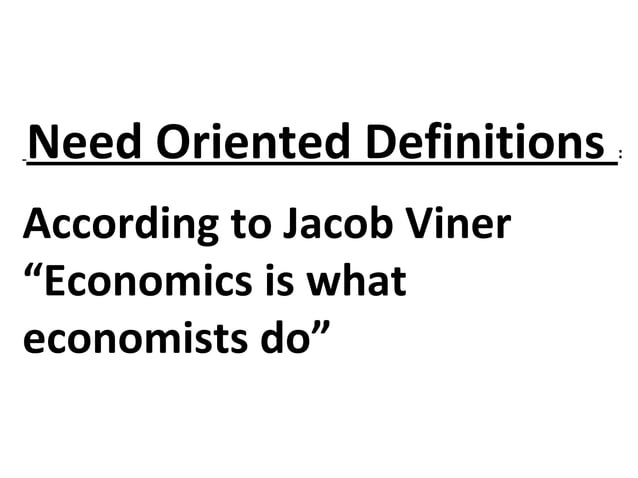 Need Oriented Definitions :
According to Jacob Viner
“Economics is what
economists do”